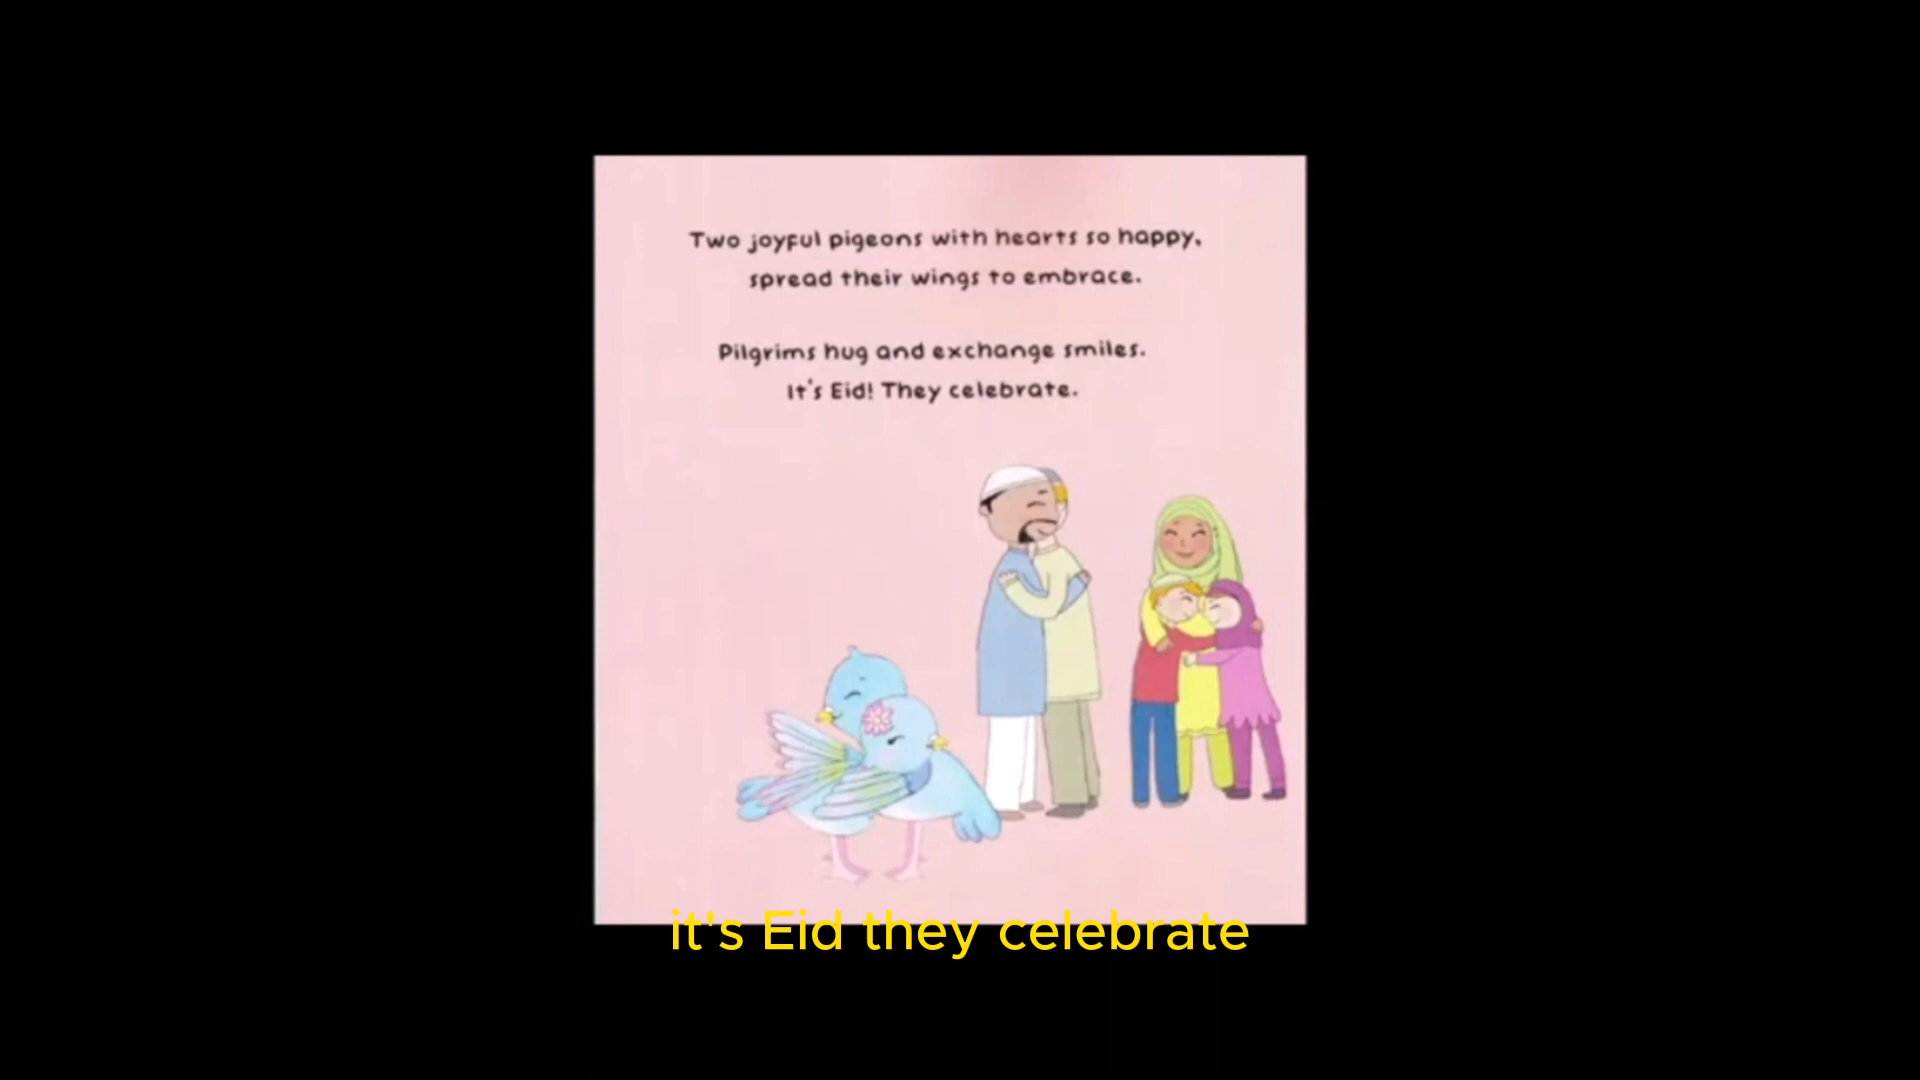 Two joyful pigeons with hearts so happy,
spread their wings to embrace.
Pilgrims hug and exchange smiles.
It's Eid! They celebrate.
it's Eid they celebrate